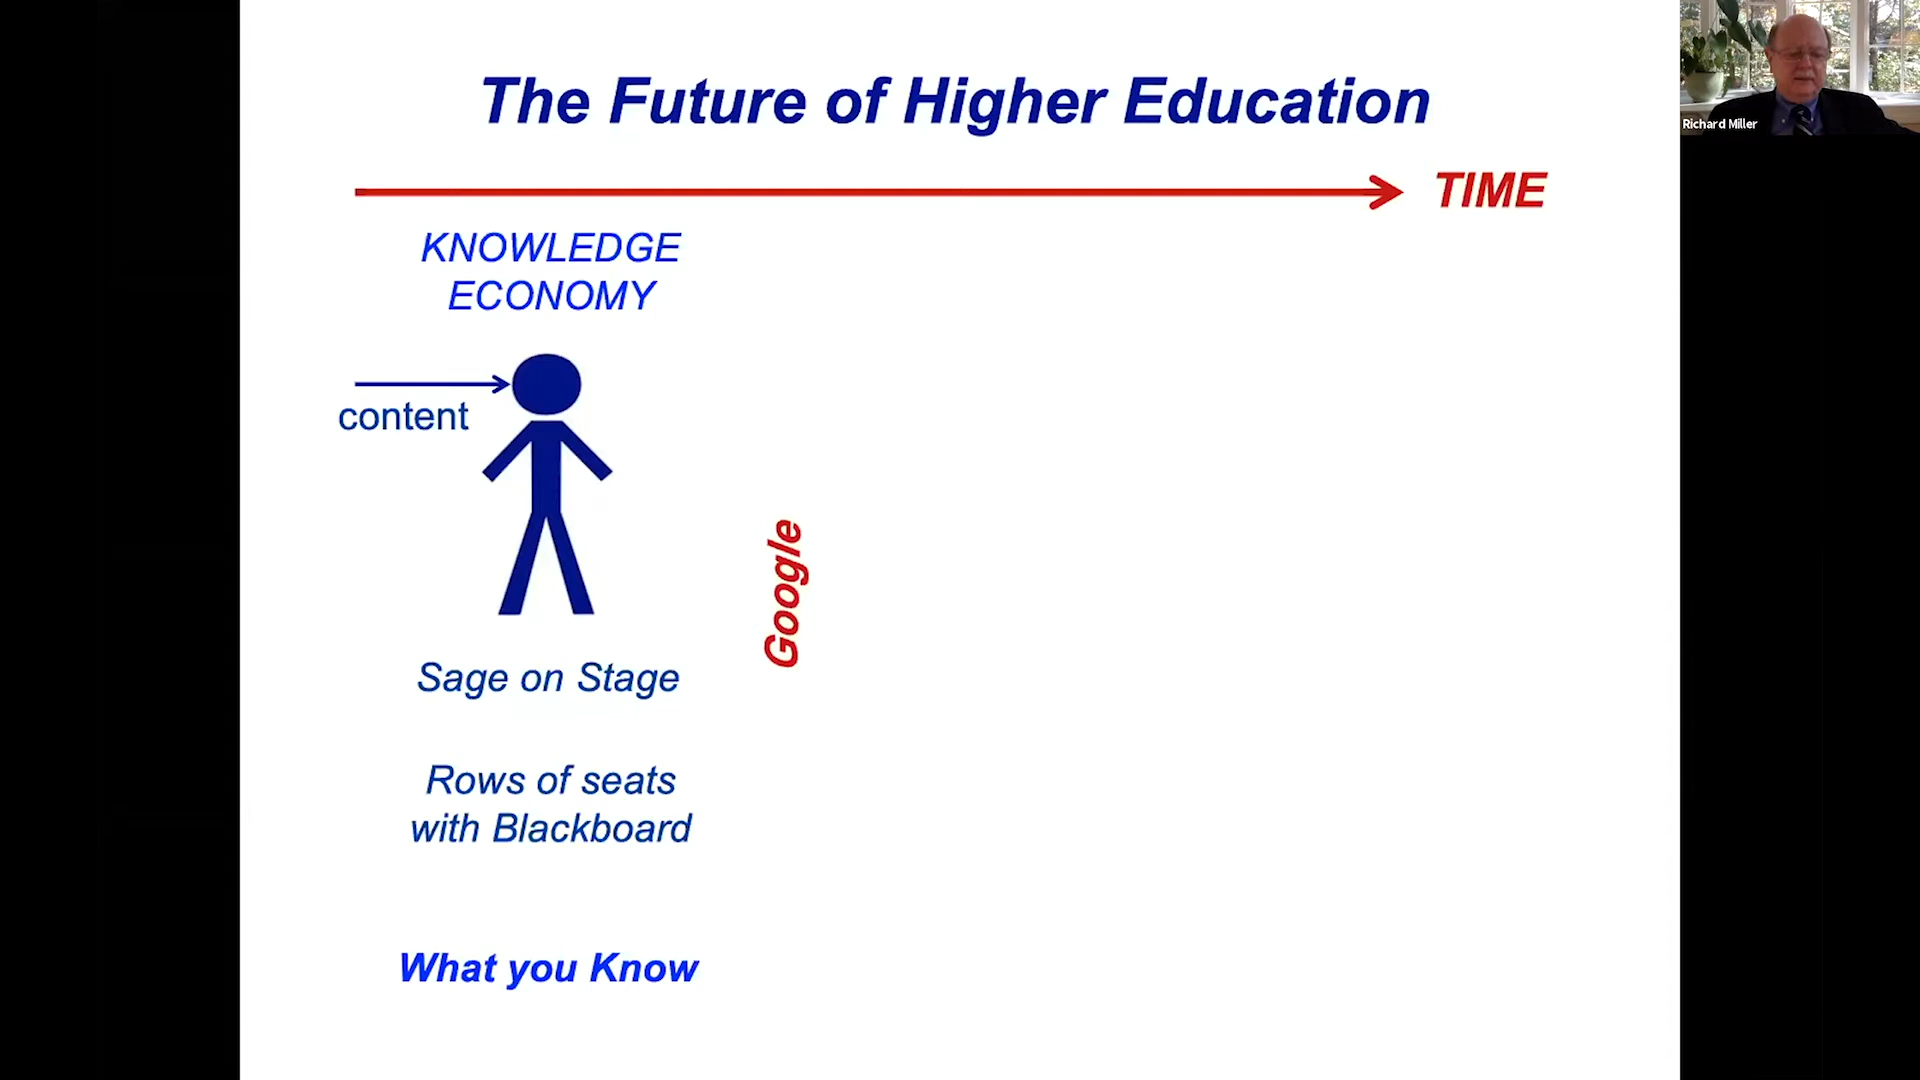 The Future of Higher Education
TIME
KNOWLEDGE
ECONOMY
content
Google
Sage on Stage
Rows of seats
with Blackboard
What you Know
Richard Miller